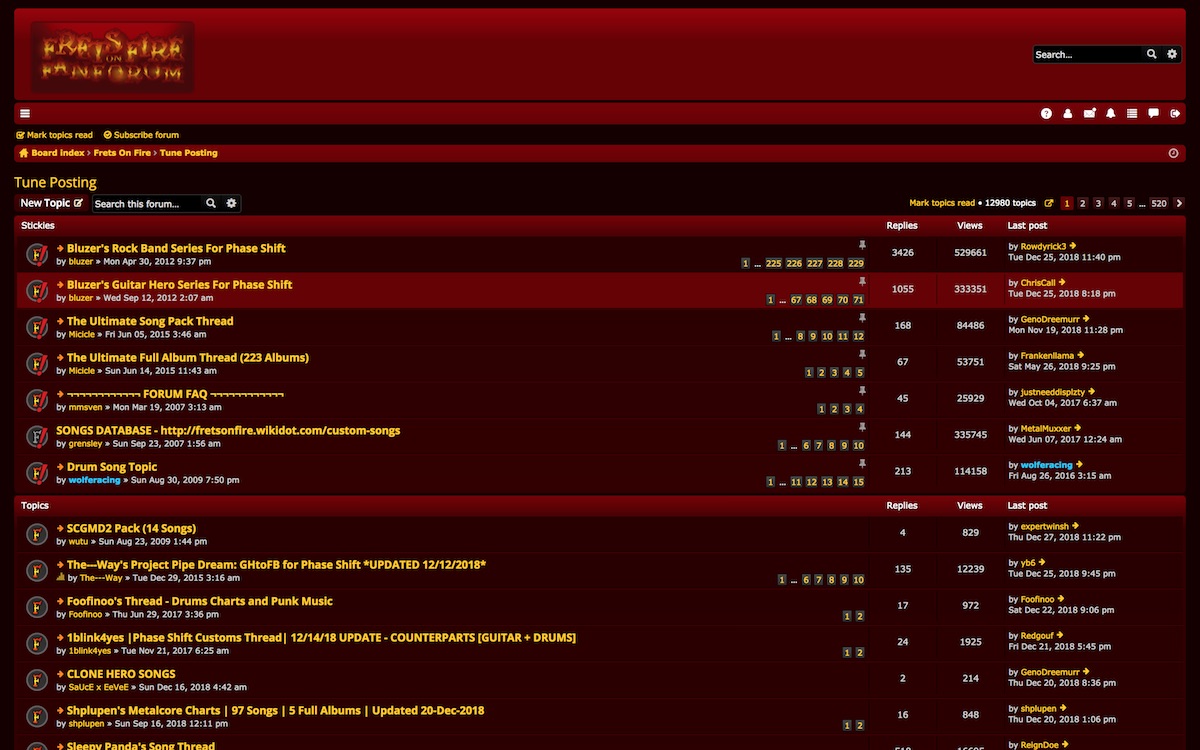 FRETS ON FIRE
FANFORUM
Search...
Mark topics read Subscribe forum
Board index › Frets On Fire › Tune Posting
Tune Posting
New Topic Search this forum... Mark topics read • 12980 topics 1 2 3 4 5 ... 520
Stickies Replies Views Last post
Bluzer's Rock Band Series For Phase Shift
by bluzer » Mon Apr 30, 2012 9:37 pm 1 ... 225 226 227 228 229 3426 529661 by Rowdyrick3
Tue Dec 25, 2018 11:40 pm
Bluzer's Guitar Hero Series For Phase Shift
by bluzer » Wed Sep 12, 2012 2:07 am 1 ... 67 68 69 70 71 1055 333351 by ChrisCall
Tue Dec 25, 2018 8:18 pm
The Ultimate Song Pack Thread
by Micicle » Fri Jun 05, 2015 3:46 am 1 ... 8 9 10 11 12 168 84486 by GenoDreemurr
Mon Nov 19, 2018 11:28 pm
The Ultimate Full Album Thread (223 Albums)
by Micicle » Sun Jun 14, 2015 11:43 am 1 2 3 4 5 67 53751 by Frankenllama
Sat May 26, 2018 9:25 pm
¬¬¬¬¬¬¬¬¬¬¬¬ FORUM FAQ ¬¬¬¬¬¬¬¬¬¬¬¬
by mmsven » Mon Mar 19, 2007 3:13 am 1 2 3 4 45 25929 by justneeddisplzty
Wed Oct 04, 2017 6:37 am
SONGS DATABASE - http://fretsonfire.wikidot.com/custom-songs
by grensley » Sun Sep 23, 2007 1:56 am 1 ... 6 7 8 9 10 144 335745 by MetalMuxxer
Wed Jun 07, 2017 12:24 am
Drum Song Topic
by wolferacing » Sun Aug 30, 2009 7:50 pm 1 ... 11 12 13 14 15 213 114158 by wolferacing
Fri Aug 26, 2016 3:15 am
Topics Replies Views Last post
SCGMD2 Pack (14 Songs)
by wutu » Sun Aug 23, 2009 1:44 pm 4 829 by expertwinsh
Thu Dec 27, 2018 11:22 pm
The---Way's Project Pipe Dream: GHtoFB for Phase Shift *UPDATED 12/12/2018*
by The---Way » Tue Dec 29, 2015 3:16 am 1 ... 6 7 8 9 10 135 12239 by yb6
Tue Dec 25, 2018 9:45 pm
Foofinoo's Thread - Drums Charts and Punk Music
by Foofinoo » Thu Jun 29, 2017 3:36 pm 1 2 17 972 by Foofinoo
Sat Dec 22, 2018 9:06 pm
1blink4yes |Phase Shift Customs Thread| 12/14/18 UPDATE - COUNTERPARTS [GUITAR + DRUMS]
by 1blink4yes » Tue Nov 21, 2017 6:25 am 1 2 24 1925 by Redgouf
Fri Dec 21, 2018 5:45 pm
CLONE HERO SONGS
by SaUcE x EeVeE » Sun Dec 16, 2018 4:42 am 2 214 by GenoDreemurr
Thu Dec 20, 2018 8:36 pm
Shplupen's Metalcore Charts | 97 Songs | 5 Full Albums | Updated 20-Dec-2018
by shplupen » Sun Sep 16, 2018 12:11 pm 1 2 16 848 by shplupen
Thu Dec 20, 2018 1:06 pm
Sleepy Panda's Song Thread by ReignDoe